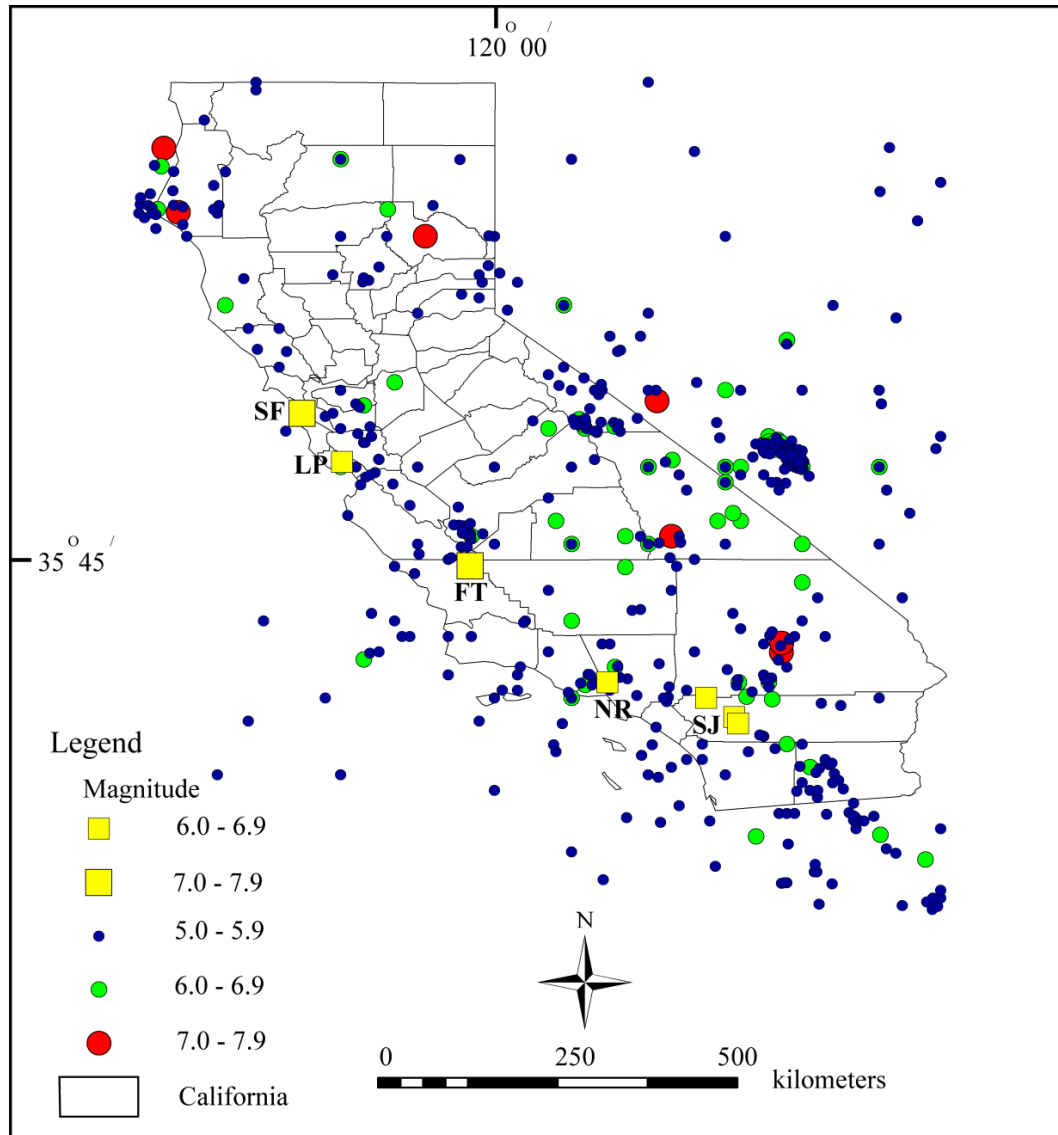 120° 00′
SF
LP
35° 45′
FT
NR
SJ
Legend
Magnitude
6.0 - 6.9
7.0 - 7.9
5.0 - 5.9
6.0 - 6.9
7.0 - 7.9
California
N
0 250 500
kilometers